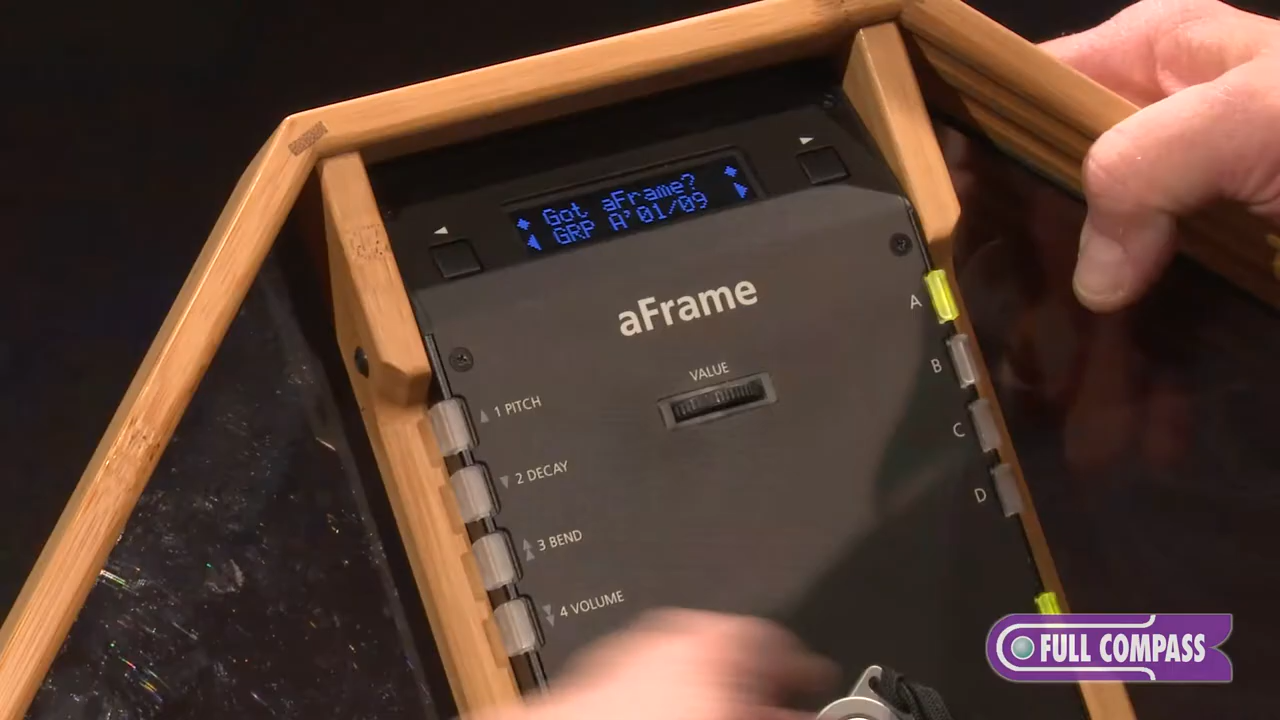 Got aFrame?
GRP A'01/09
aFrame
VALUE
1 PITCH
2 DECAY
3 BEND
4 VOLUME
A
B
C
D
FULL COMPASS